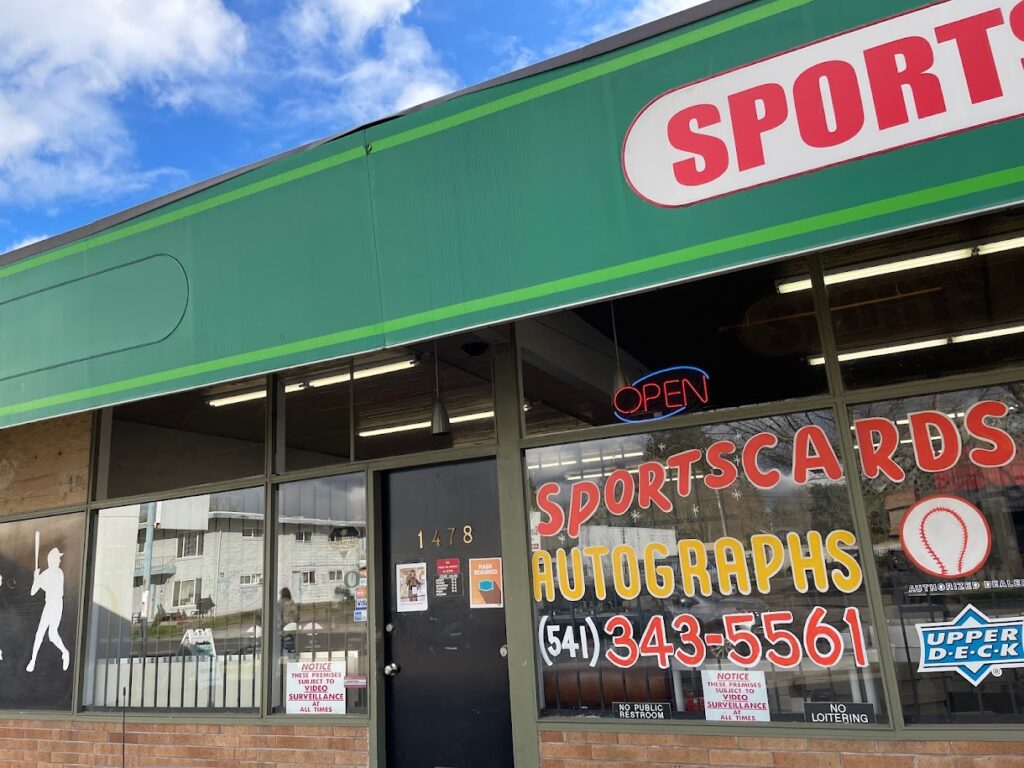 SPORTS
OPEN
SPORTSCARDS
AUTOGRAPHS
(541) 343-5561
1478
MASK
REQUIRED
VISA
NOTICE
THESE PREMISES
SUBJECT TO
VIDEO
SURVEILLANCE
AT
ALL TIMES
NO PUBLIC
RESTROOM
NOTICE
THESE PREMISES
SUBJECT TO
VIDEO
SURVEILLANCE
AT
ALL TIMES
NO
LOITERING
AUTHORIZED DEALER
UPPER
D·E·C·K
®